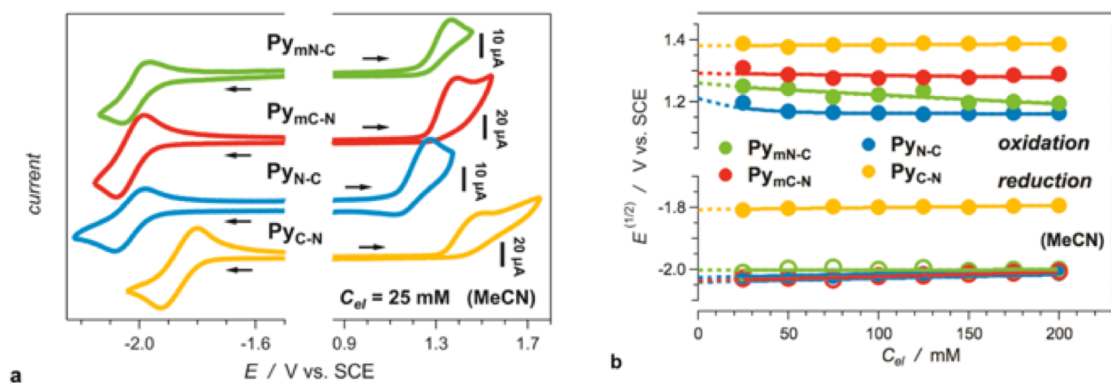 Py_mN-C
10 μA
Py_mC-N
20 μA
Py_N-C
10 μA
Py_C-N
20 μA
C_el = 25 mM (MeCN)
current
-2.0 -1.6 0.9 1.3 1.7
E / V vs. SCE
a
1.4
1.2
-1.8
-2.0
E^(1/2) / V vs. SCE
Py_mN-C Py_N-C oxidation
Py_mC-N Py_C-N reduction
(MeCN)
0 50 100 150 200
C_el / mM
b